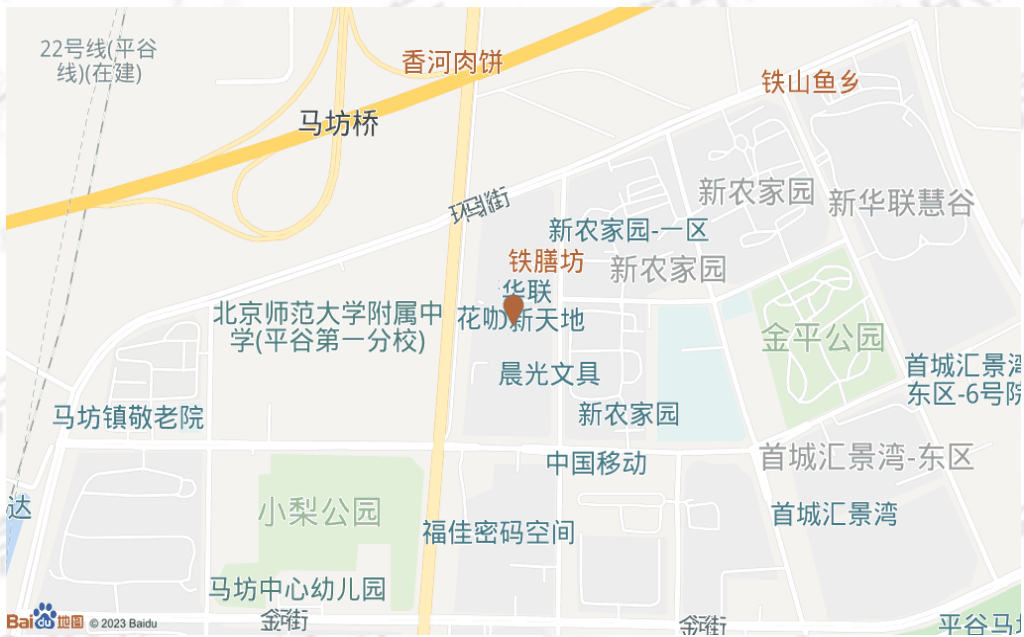 22号线(平谷
线)(在建)
香河肉饼
铁山鱼乡
马坊桥
环马街
新农家园
新华联慧谷
新农家园-一区
铁膳坊
新农家园
华联
花咖 新天地
北京师范大学附属中
学(平谷第一分校)
金平公园
晨光文具
首城汇景湾
东区-6号院
马坊镇敬老院
新农家园
中国移动
首城汇景湾-东区
达
小梨公园
首城汇景湾
福佳密码空间
马坊中心幼儿园
Bai du 地图 © 2023 Baidu
金河街
金河街
平谷马坊